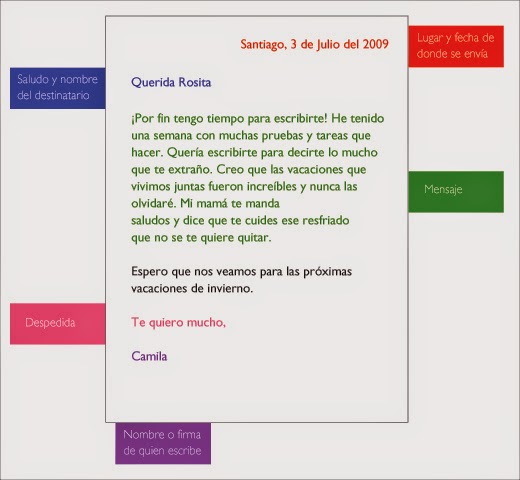 Santiago, 3 de Julio del 2009
Lugar y fecha de
donde se envía
Saludo y nombre
del destinatario
Querida Rosita
¡Por fin tengo tiempo para escribirte! He tenido
una semana con muchas pruebas y tareas que
hacer. Quería escribirte para decirte lo mucho
que te extraño. Creo que las vacaciones que
vivimos juntas fueron increíbles y nunca las
olvidaré. Mi mamá te manda
saludos y dice que te cuides ese resfriado
que no se te quiere quitar.
Mensaje
Espero que nos veamos para las próximas
vacaciones de invierno.
Despedida
Te quiero mucho,
Camila
Nombre o firma
de quien escribe